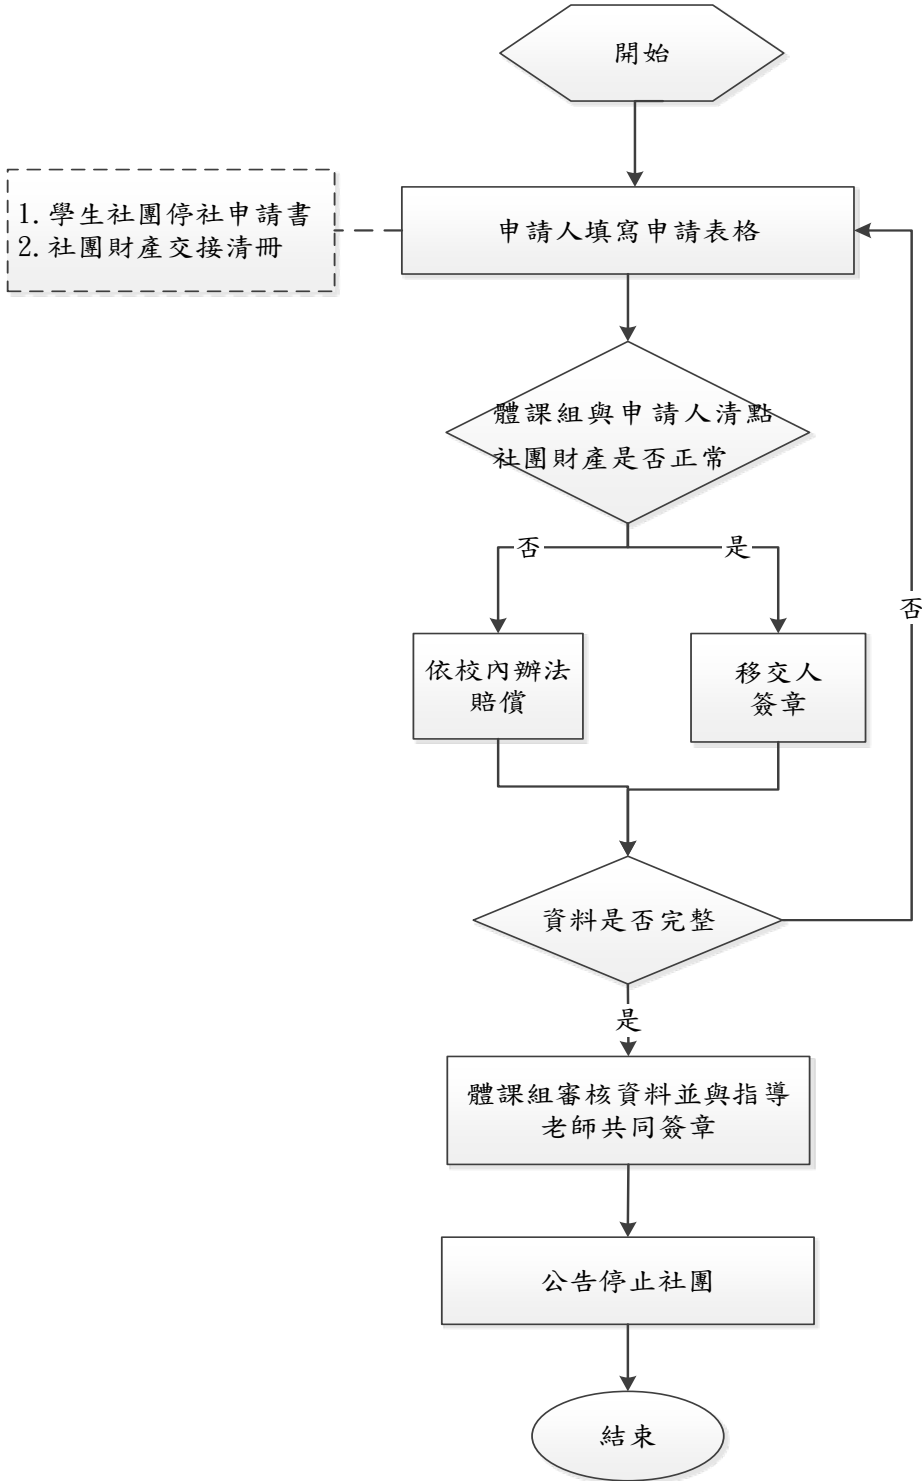 開始
1. 學生社團停社申請書
2. 社團財產交接清冊
申請人填寫申請表格
體課組與申請人清點
社團財產是否正常
否
是
否
依校內辦法
賠償
移交人
簽章
資料是否完整
是
體課組審核資料並與指導
老師共同簽章
公告停止社團
結束